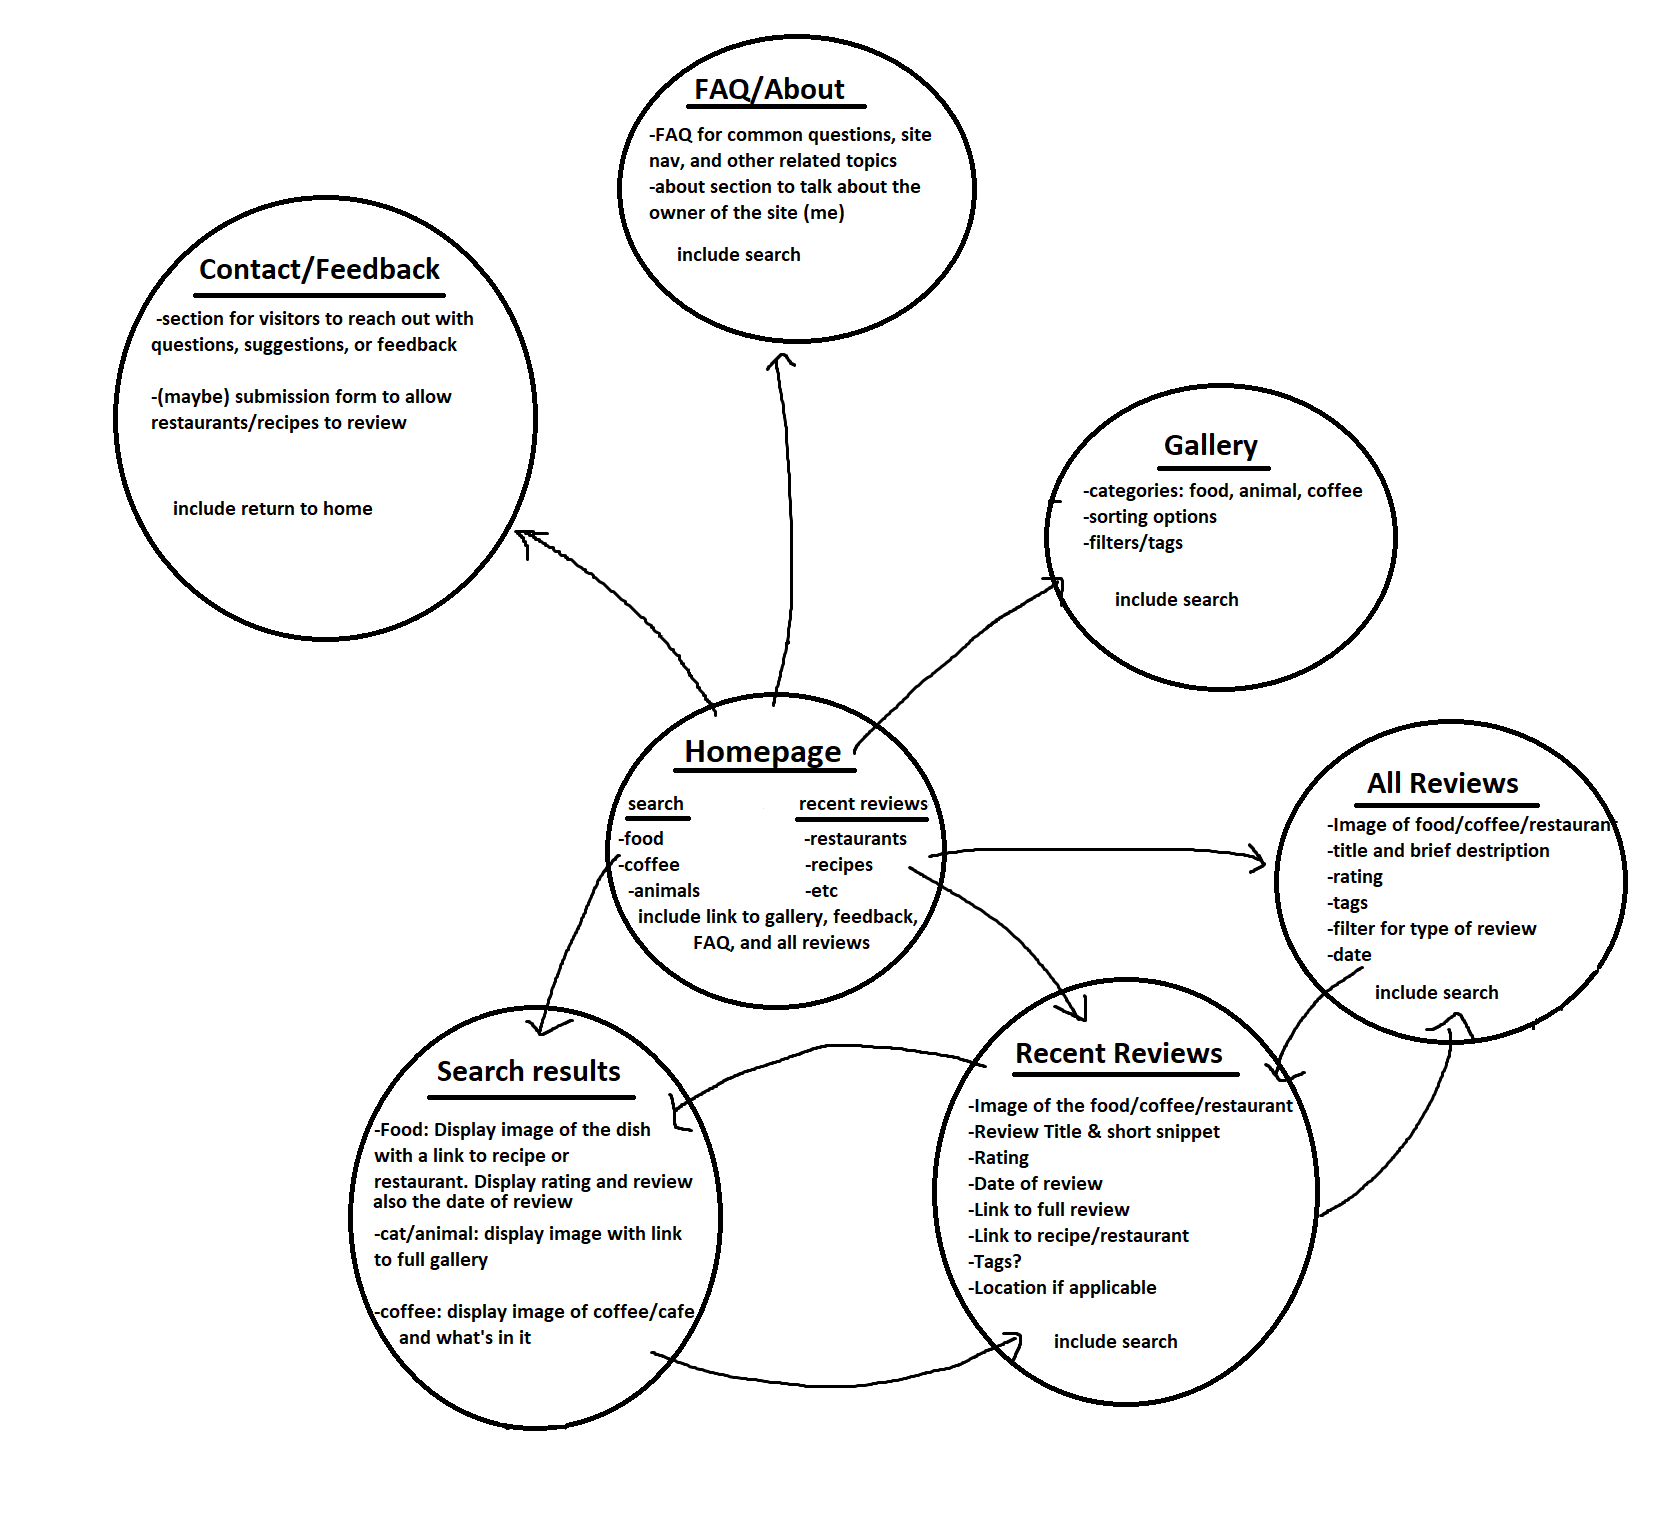 FAQ/About
-FAQ for common questions, site
nav, and other related topics
-about section to talk about the
owner of the site (me)
include search
Contact/Feedback
-section for visitors to reach out with
questions, suggestions, or feedback
-(maybe) submission form to allow
restaurants/recipes to review
include return to home
Gallery
-categories: food, animal, coffee
-sorting options
-filters/tags
include search
Homepage
search
-food
-coffee
-animals
recent reviews
-restaurants
-recipes
-etc
include link to gallery, feedback,
FAQ, and all reviews
All Reviews
-Image of food/coffee/restaurant
-title and brief destription
-rating
-tags
-filter for type of review
-date
include search
Search results
-Food: Display image of the dish
with a link to recipe or
restaurant. Display rating and review
also the date of review
-cat/animal: display image with link
to full gallery
-coffee: display image of coffee/cafe
and what's in it
Recent Reviews
-Image of the food/coffee/restaurant
-Review Title & short snippet
-Rating
-Date of review
-Link to full review
-Link to recipe/restaurant
-Tags?
-Location if applicable
include search